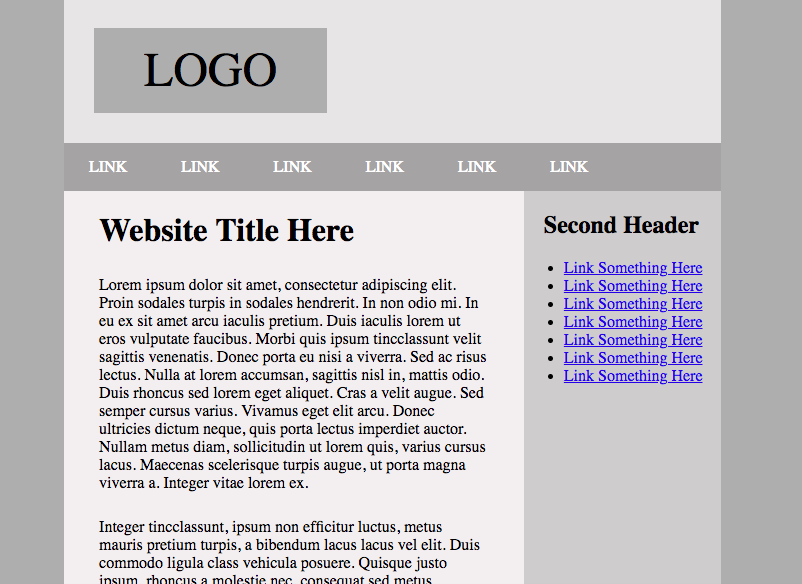 LOGO
LINK LINK LINK LINK LINK LINK
Website Title Here
Lorem ipsum dolor sit amet, consectetur adipiscing elit.
Proin sodales turpis in sodales hendrerit. In non odio mi. In
eu ex sit amet arcu iaculis pretium. Duis iaculis lorem ut
eros vulputate faucibus. Morbi quis ipsum tincclassunt velit
sagittis venenatis. Donec porta eu nisi a viverra. Sed ac risus
lectus. Nulla at lorem accumsan, sagittis nisl in, mattis odio.
Duis rhoncus sed lorem eget aliquet. Cras a velit augue. Sed
semper cursus varius. Vivamus eget elit arcu. Donec
ultricies dictum neque, quis porta lectus imperdiet auctor.
Nullam metus diam, sollicitudin ut lorem quis, varius cursus
lacus. Maecenas scelerisque turpis augue, ut porta magna
viverra a. Integer vitae lorem ex.
Integer tincclassunt, ipsum non efficitur luctus, metus
mauris pretium turpis, a bibendum lacus lacus vel elit. Duis
commodo ligula class vehicula posuere. Quisque justo
ipsum, rhoncus a molestie nec, consequat sed metus.
Second Header
Link Something Here
Link Something Here
Link Something Here
Link Something Here
Link Something Here
Link Something Here
Link Something Here